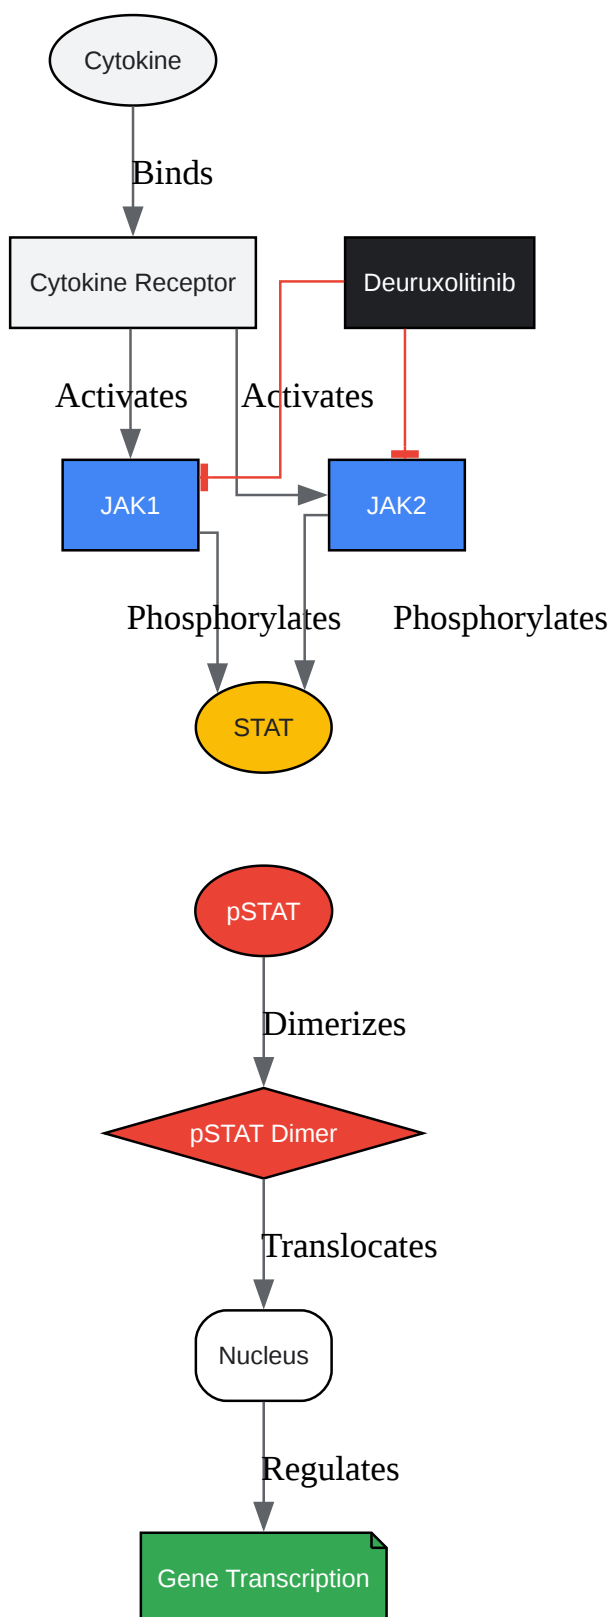 Cytokine
Binds
Cytokine Receptor
Deuruxolitinib
Activates
Activates
JAK1
JAK2
Phosphorylates
Phosphorylates
STAT
pSTAT
Dimerizes
pSTAT Dimer
Translocates
Nucleus
Regulates
Gene Transcription